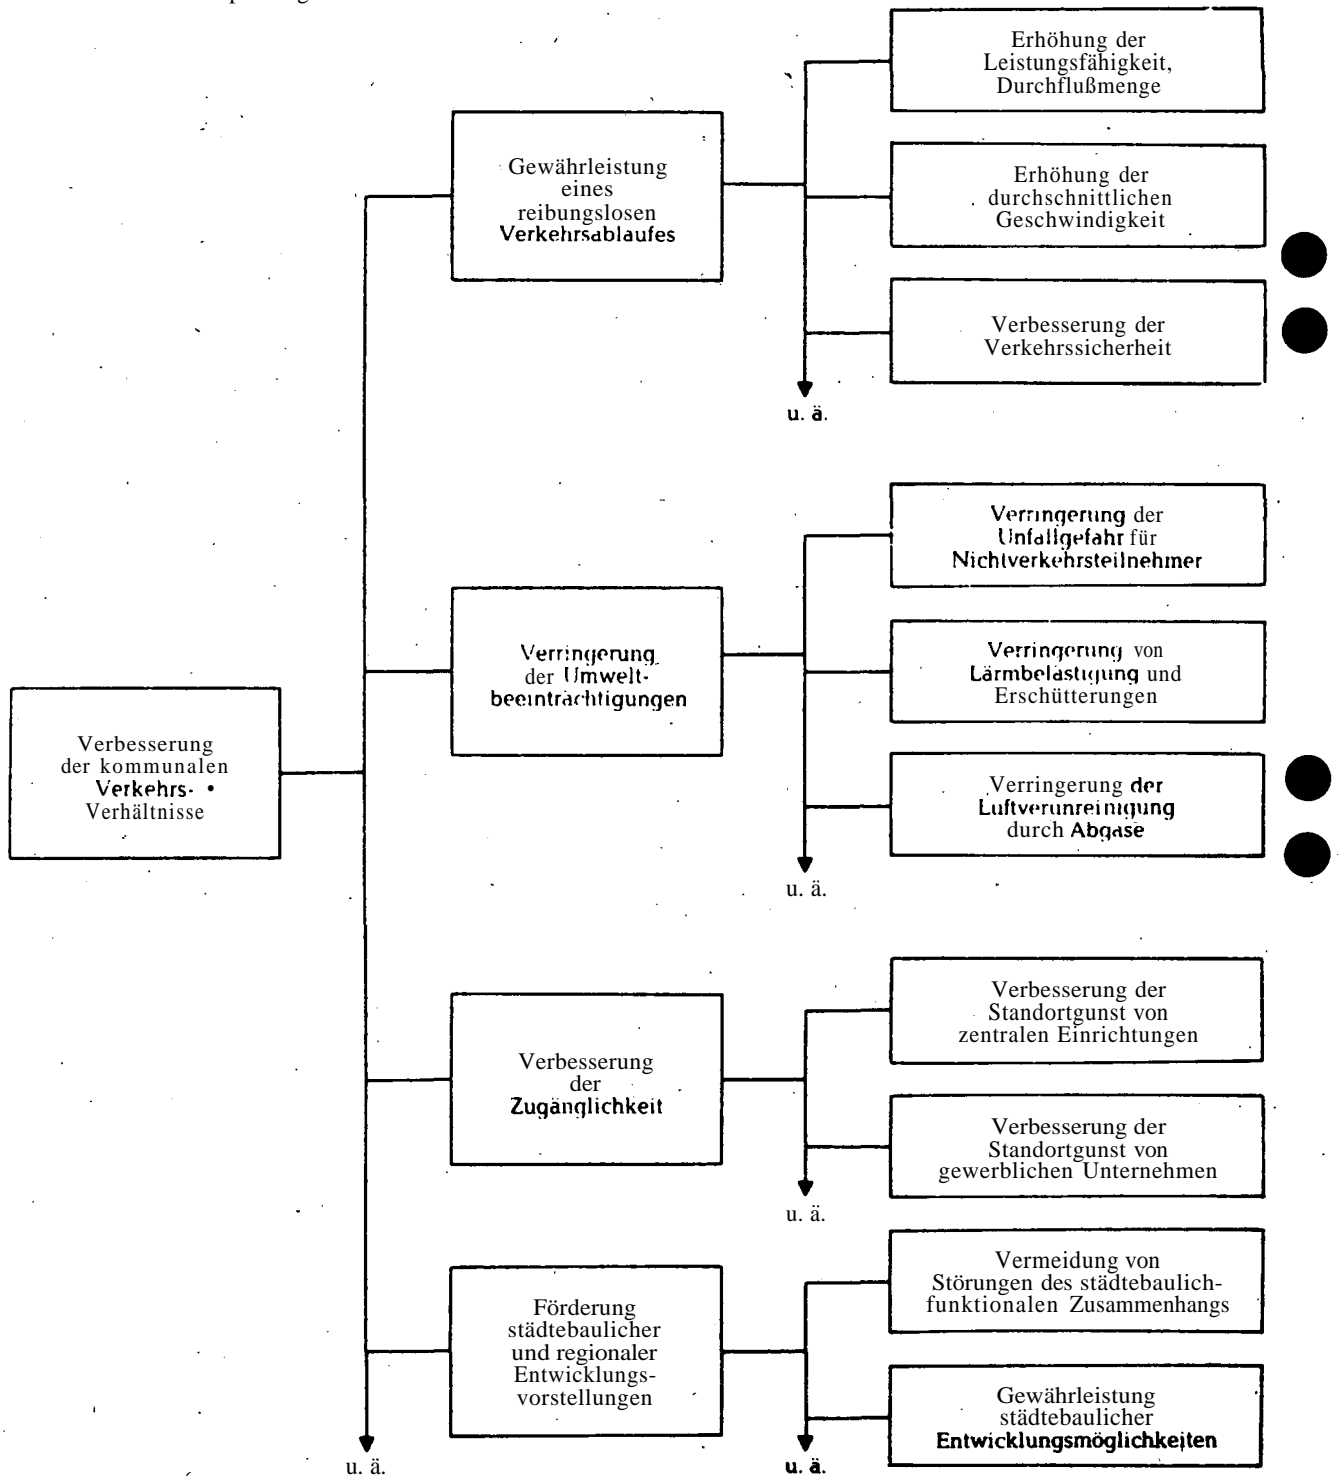 Verbesserung
der kommunalen
Verkehrs-
Verhältnisse
u. ä.
Gewährleistung
eines
reibungslosen
Verkehrsablaufes
Erhöhung der
Leistungsfähigkeit,
Durchflußmenge
Erhöhung der
durchschnittlichen
Geschwindigkeit
Verbesserung der
Verkehrssicherheit
u. ä.
Verringerung
der Umwelt-
beeinträchtigungen
Verringerung der
Unfallgefahr für
Nichtverkehrsteilnehmer
Verringerung von
Lärmbelästigung und
Erschütterungen
Verringerung der
Luftverunreinigung
durch Abgase
u. ä.
Verbesserung
der
Zugänglichkeit
Verbesserung der
Standortgunst von
zentralen Einrichtungen
Verbesserung der
Standortgunst von
gewerblichen Unternehmen
u. ä.
Förderung
städtebaulicher
und regionaler
Entwicklungs-
vorstellungen
Vermeidung von
Störungen des städtebaulich-
funktionalen Zusammenhangs
Gewährleistung
städtebaulicher
Entwicklungsmöglichkeiten
u. ä.